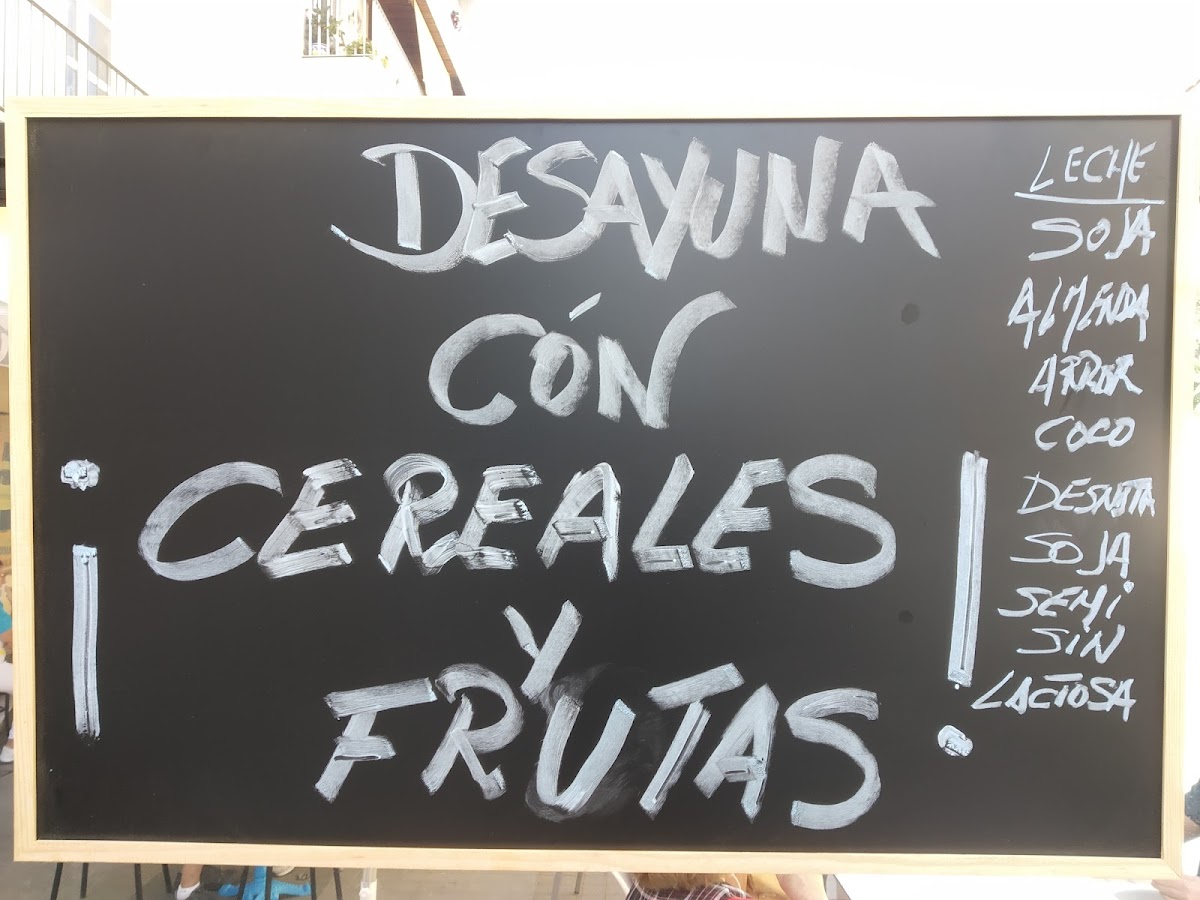 DESAYUNA
CÓN
¡CEREALES
Y
FRUTAS!
LECHE
SOJA
ALMENDA
ARROZ
COCO
DESNATA
SOJA
SEMI
SIN
LACTOSA